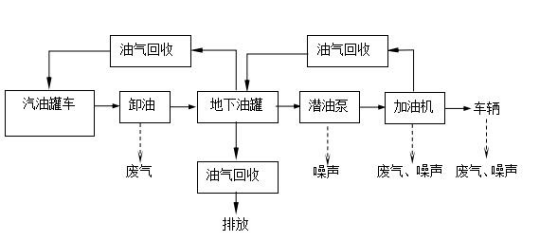 油气回收
油气回收
汽油罐车
卸油
地下油罐
潜油泵
加油机
车辆
废气
油气回收
噪声
废气、噪声
废气、噪声
排放